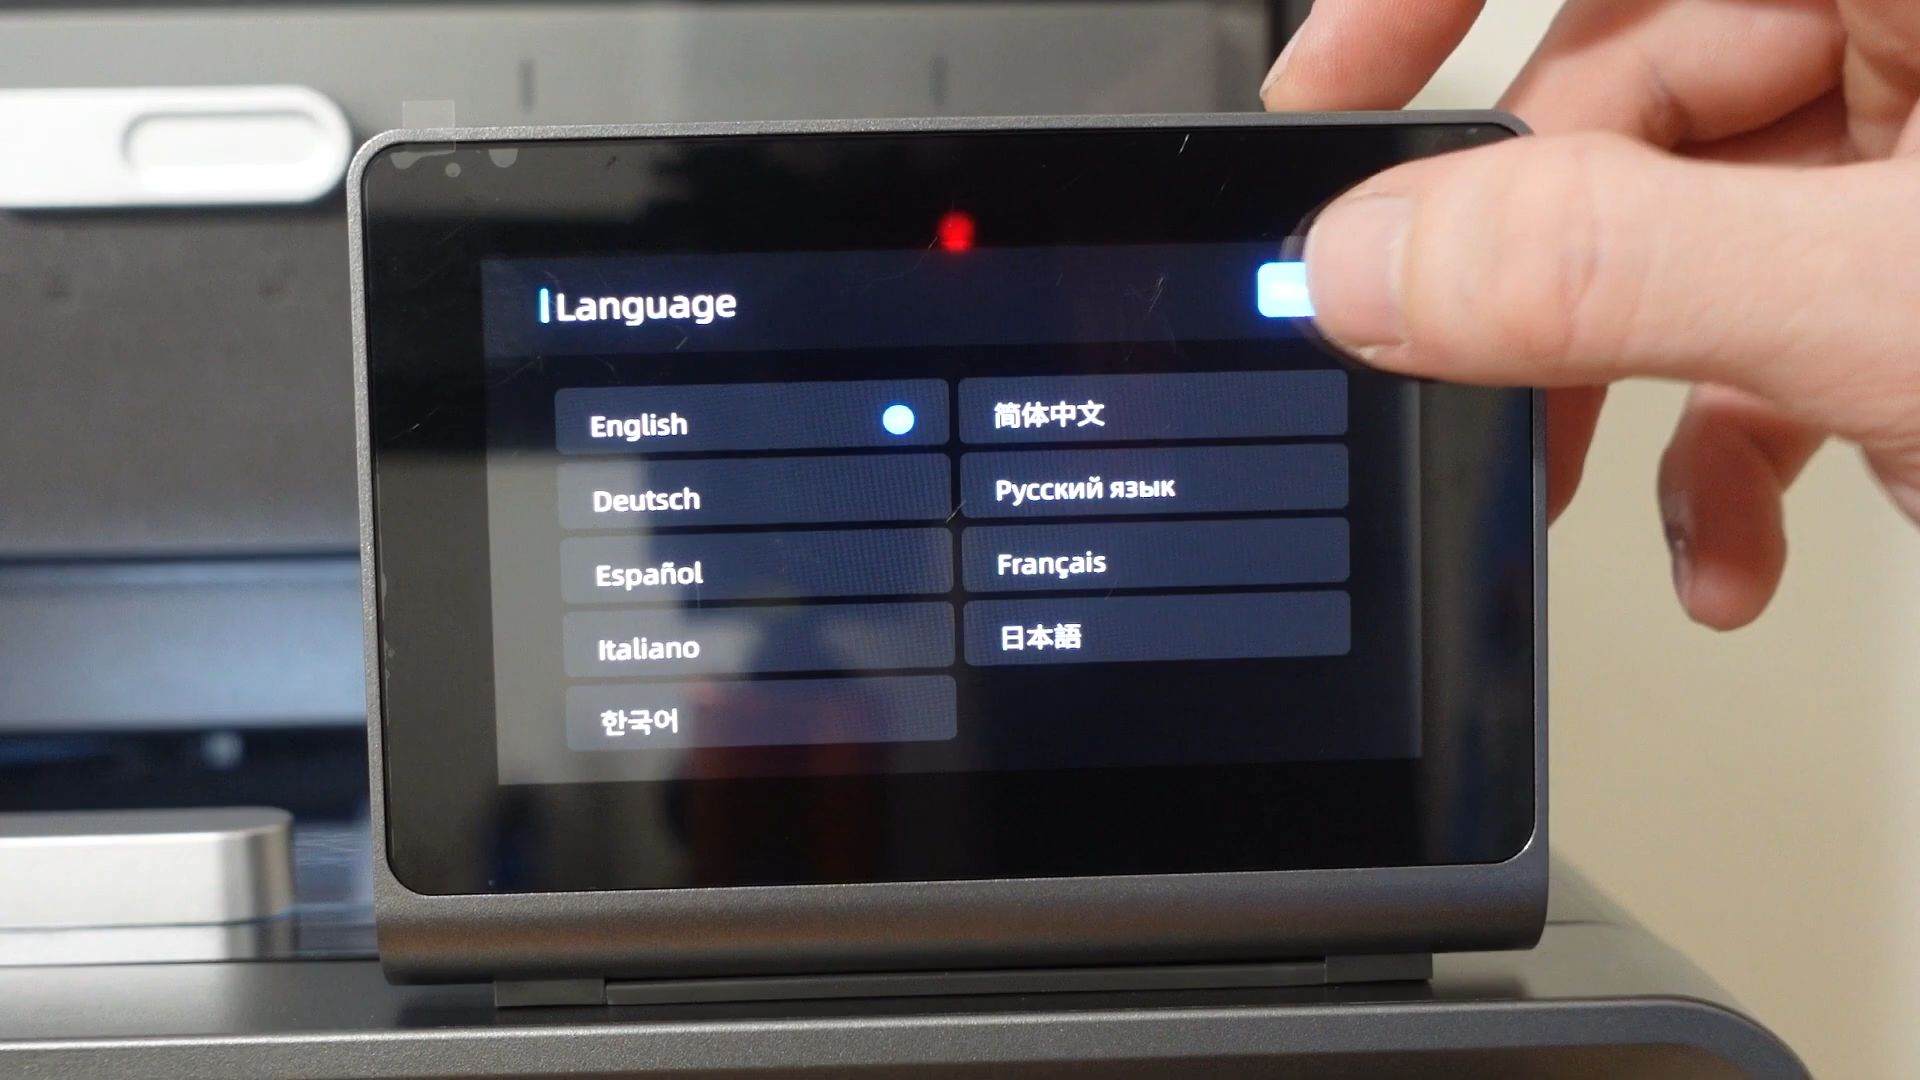 Language
English
简体中文
Deutsch
Русский язык
Español
Français
Italiano
日本語
한국어